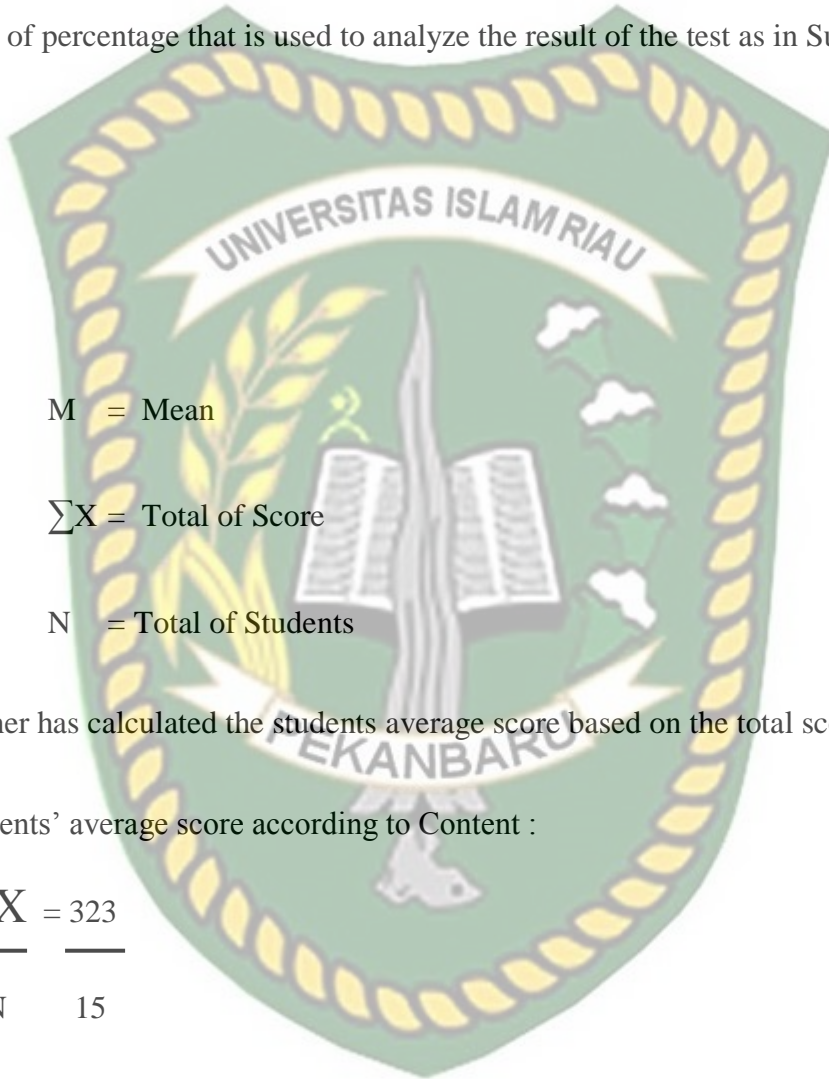 of percentage that is used to analyze the result of the test as in Su
UNIVERSITAS ISLAM RIAU
M = Mean
∑X = Total of Score
N = Total of Students
her has calculated the students average score based on the total sc
PEKANBARU
ents’ average score according to Content :
X = 323
N 15